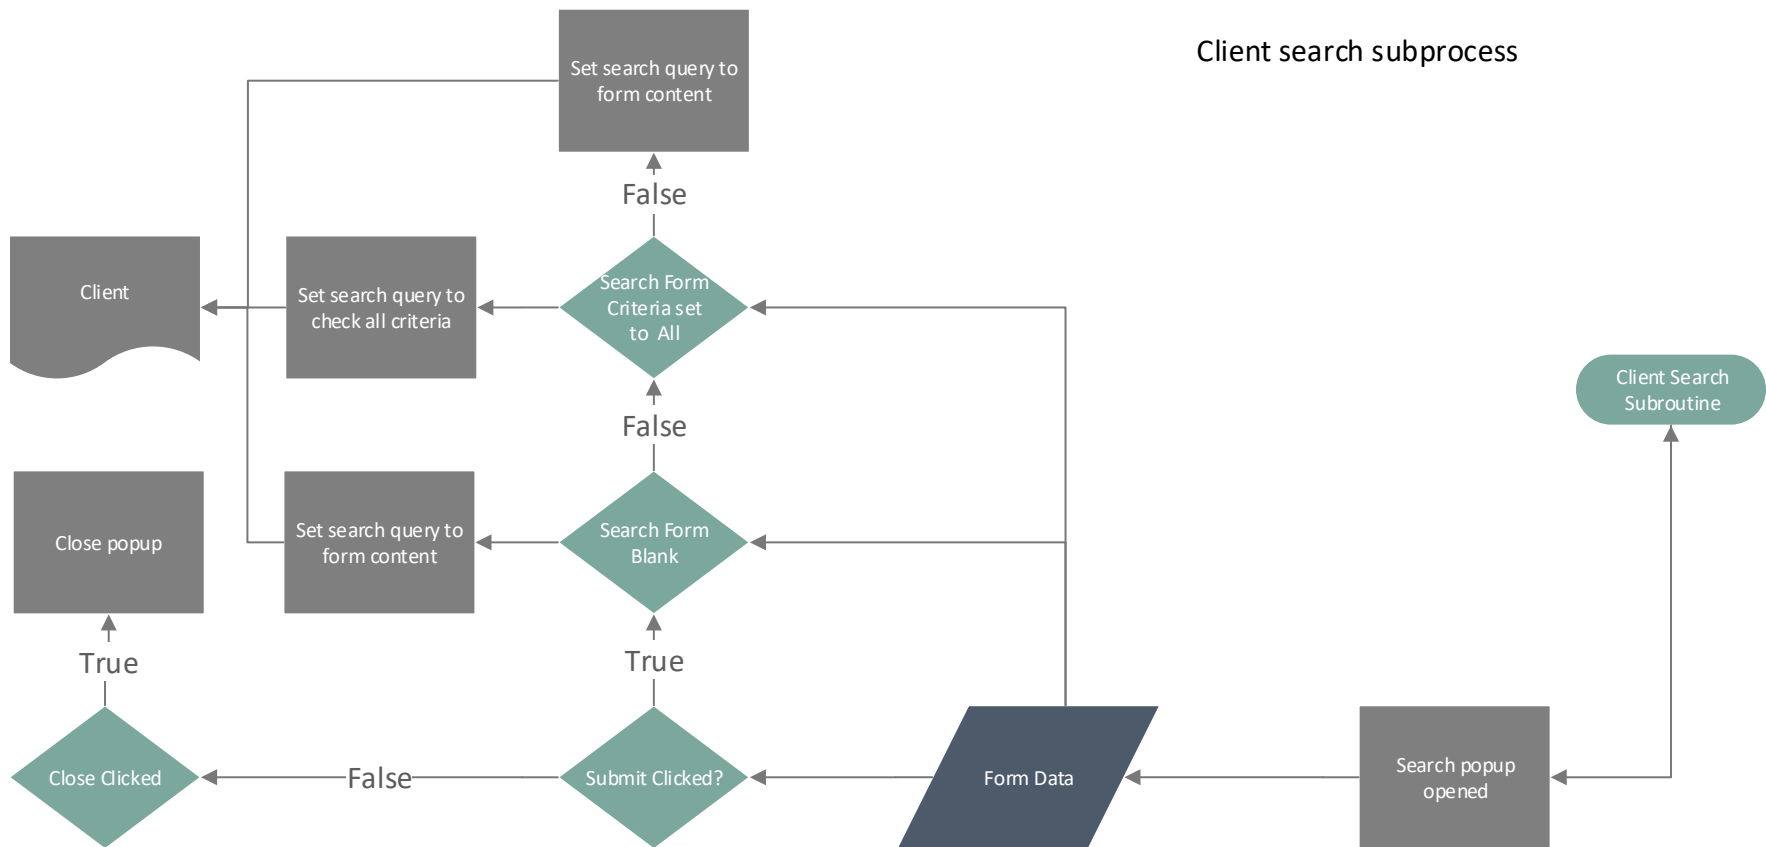 Client search subprocess
Set search query to
form content
False
Client
Set search query to
check all criteria
Search Form
Criteria set
to All
Client Search
Subroutine
False
Close popup
Set search query to
form content
Search Form
Blank
True
True
Close Clicked
False
Submit Clicked?
Form Data
Search popup
opened